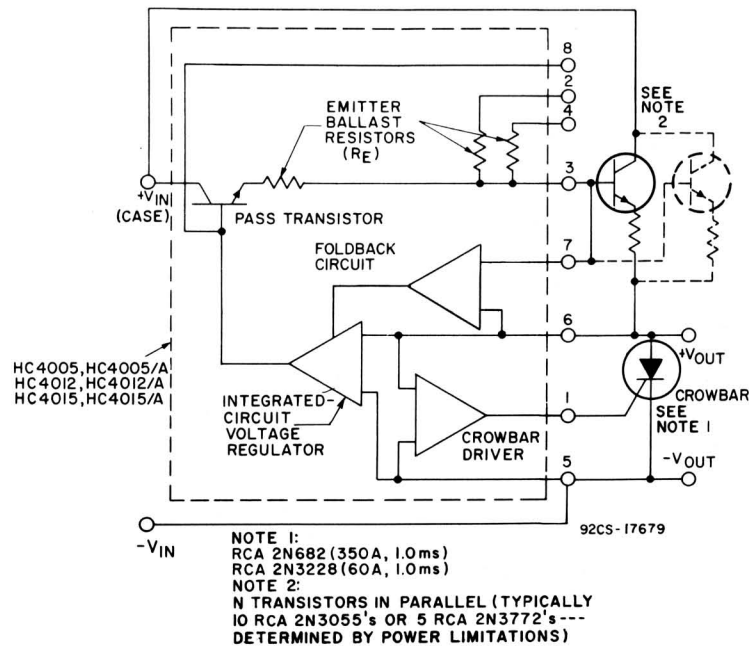 8
2
EMITTER
BALLAST
RESISTORS
(RE)
4
SEE
NOTE
2
3
+VIN
(CASE)
PASS TRANSISTOR
7
FOLDBACK
CIRCUIT
6
+VOUT
HC4005,HC4005/A
HC4012,HC4012/A
HC4015,HC4015/A
INTEGRATED-
CIRCUIT
VOLTAGE
REGULATOR
1
CROWBAR
SEE
NOTE 1
CROWBAR
DRIVER
5
-VOUT
-VIN
92CS-17679
NOTE 1:
RCA 2N682 (350A, 1.0ms)
RCA 2N3228 (60A, 1.0ms)
NOTE 2:
N TRANSISTORS IN PARALLEL (TYPICALLY
10 RCA 2N3055's OR 5 RCA 2N3772's ---
DETERMINED BY POWER LIMITATIONS)